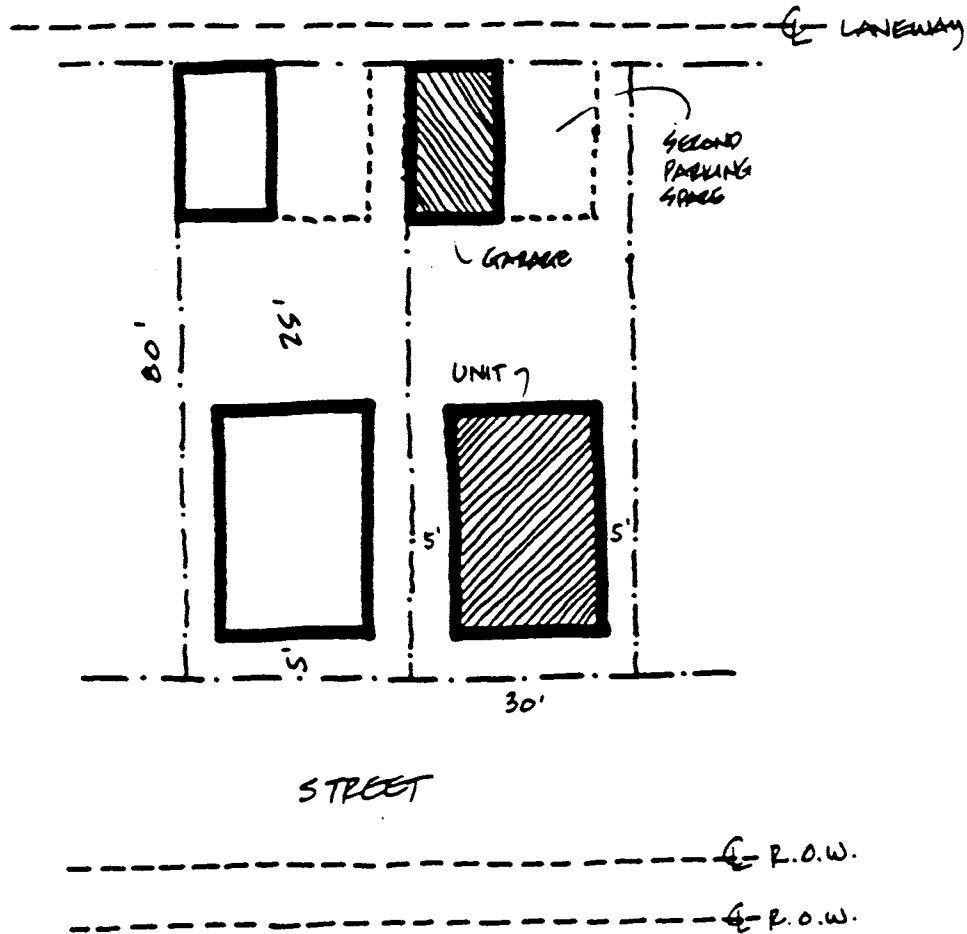 ℄ LANEWAY
SECOND
PARKING
SPACE
GARAGE
80'
25'
UNIT
5'
5'
5'
30'
STREET
℄ R.O.W.
℄ R.O.W.